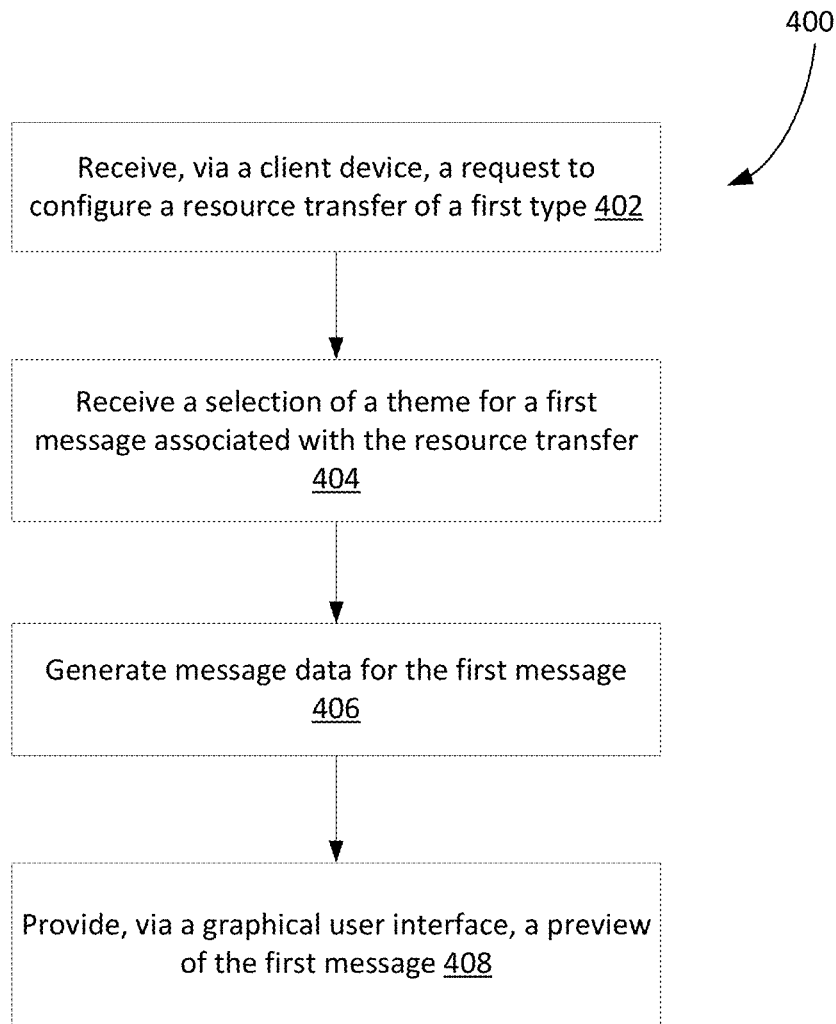 400
Receive, via a client device, a request to
configure a resource transfer of a first type 402
Receive a selection of a theme for a first
message associated with the resource transfer
404
Generate message data for the first message
406
Provide, via a graphical user interface, a preview
of the first message 408